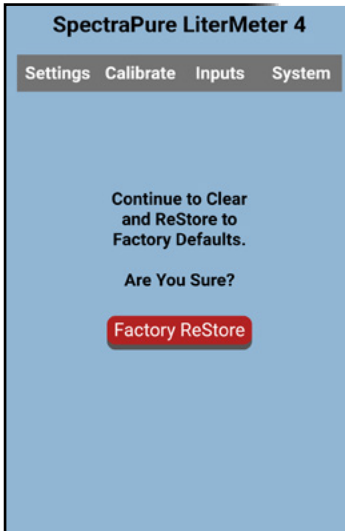 SpectraPure LiterMeter 4
Settings Calibrate Inputs System
Continue to Clear
and ReStore to
Factory Defaults.
Are You Sure?
Factory ReStore